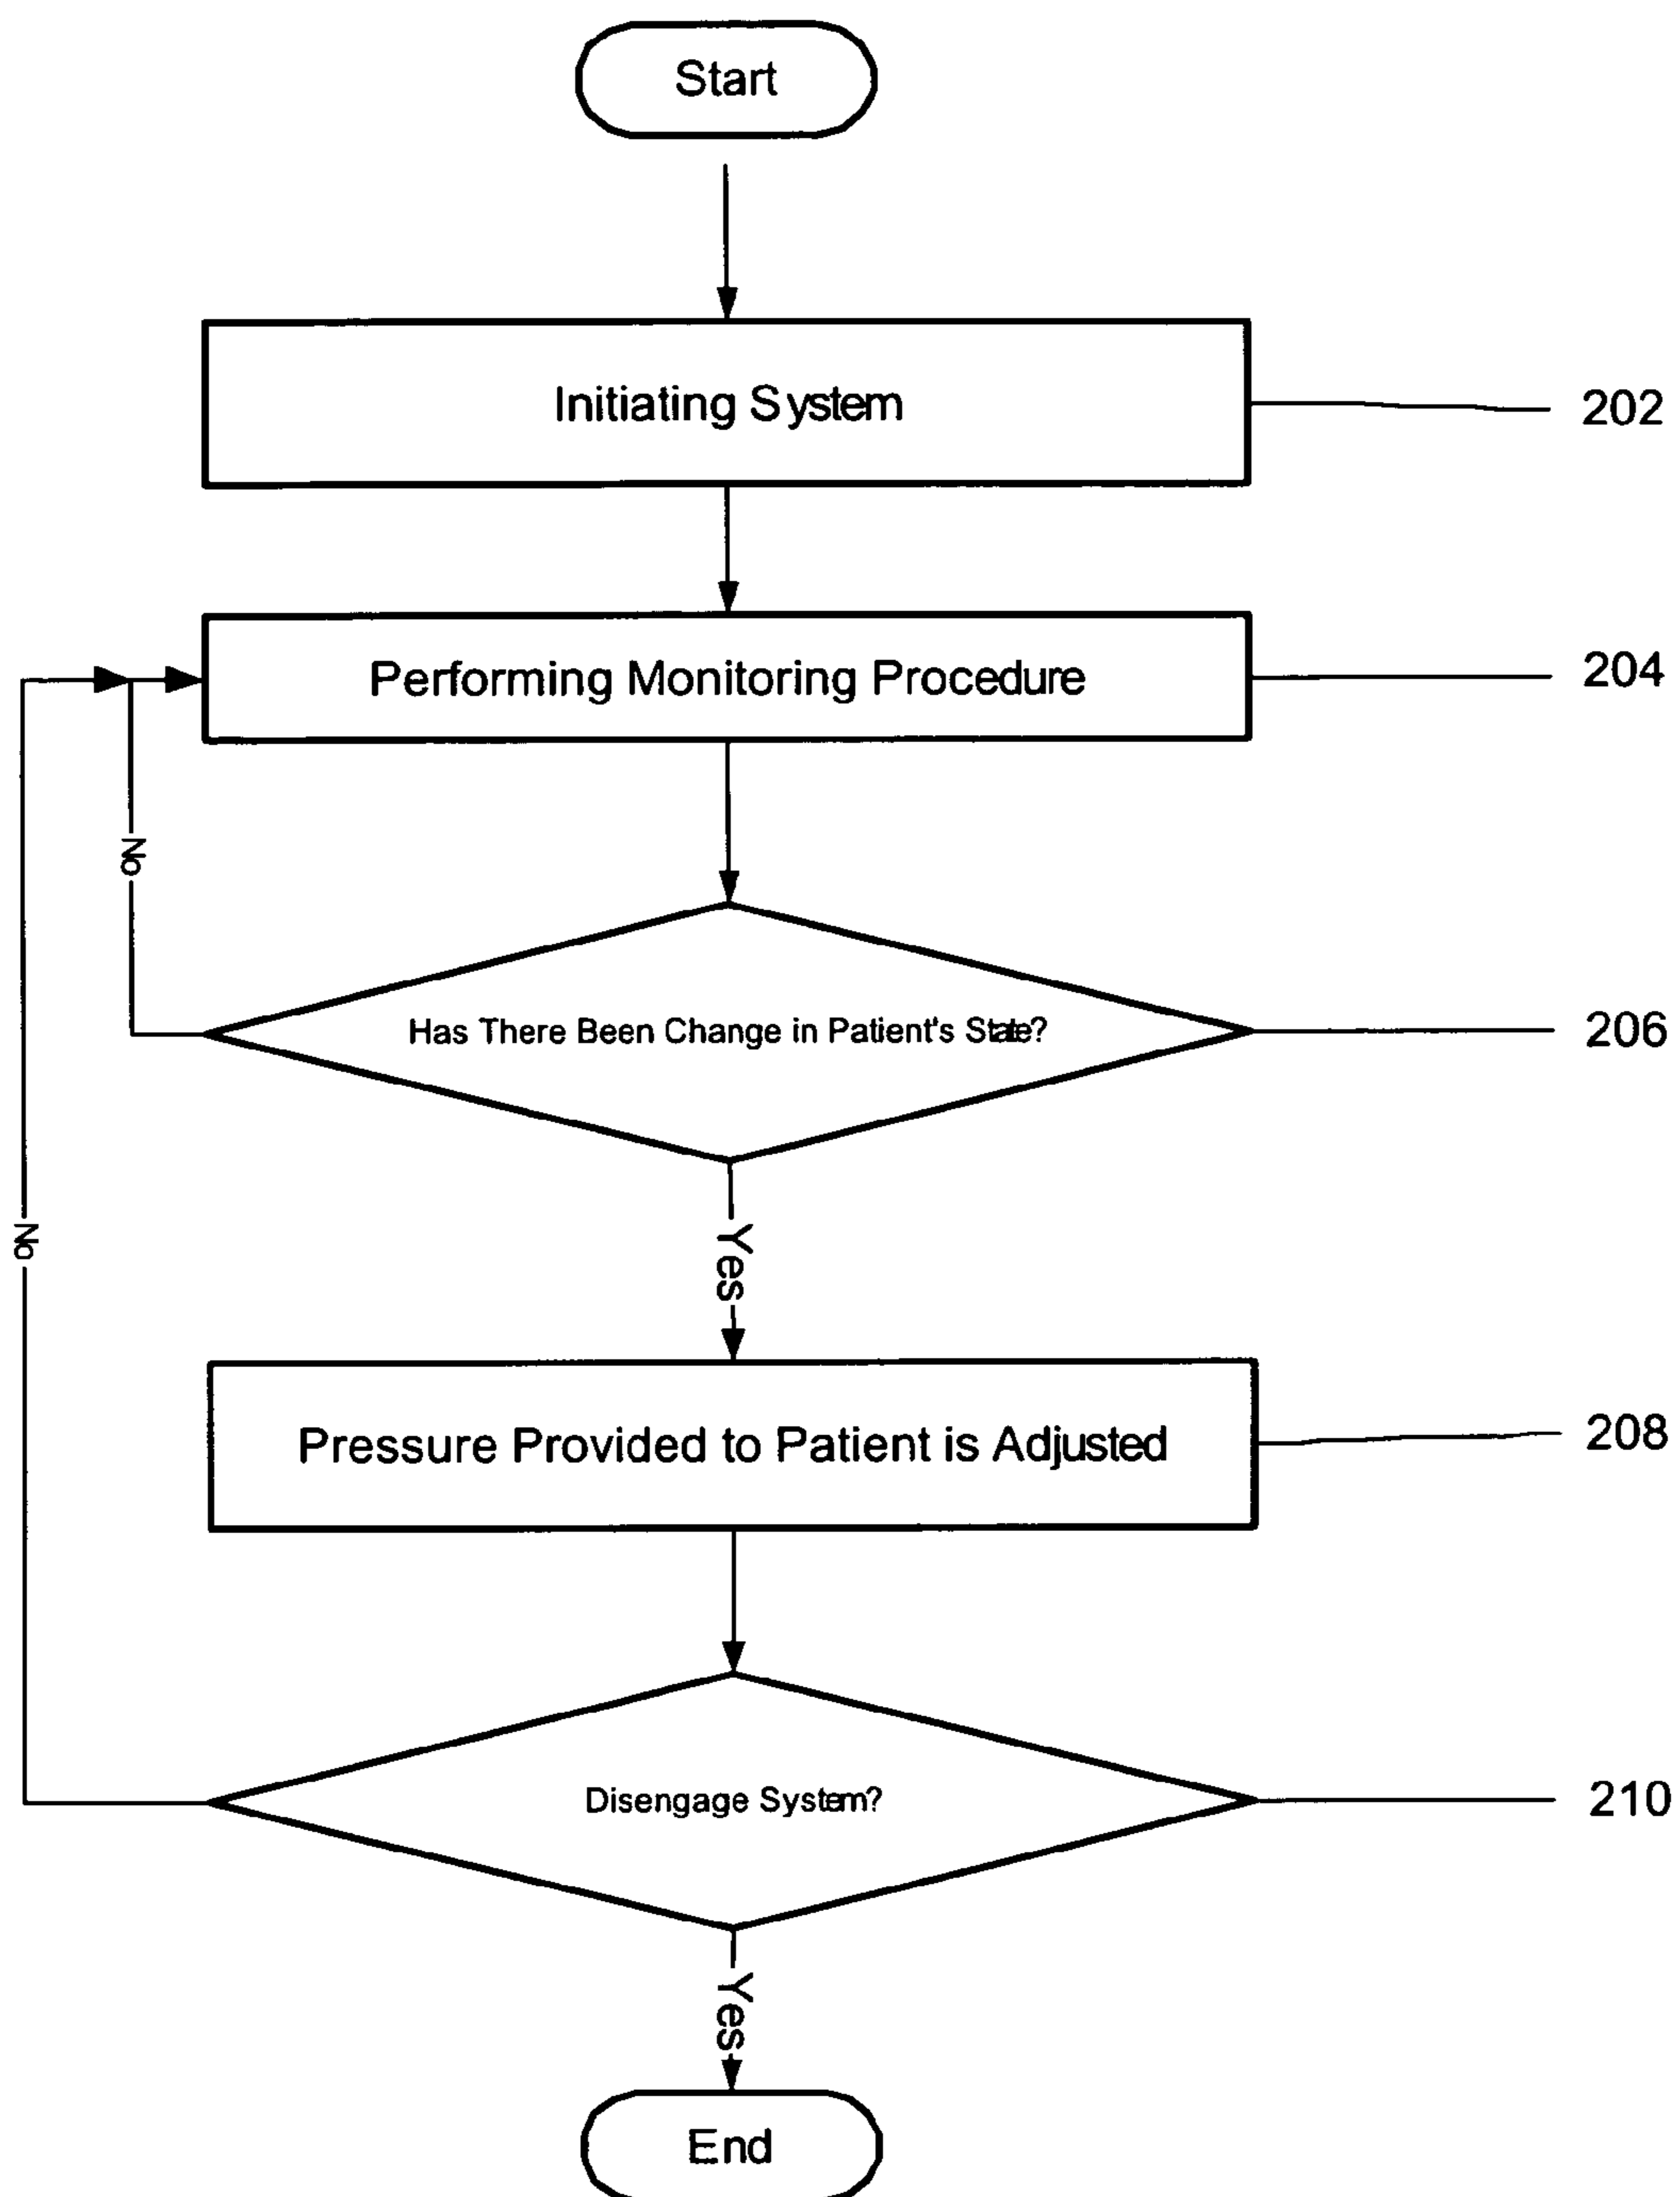 Start
Initiating System
202
Performing Monitoring Procedure
204
No
Has There Been Change in Patient's State?
206
No
Yes
Pressure Provided to Patient is Adjusted
208
Disengage System?
210
Yes
End